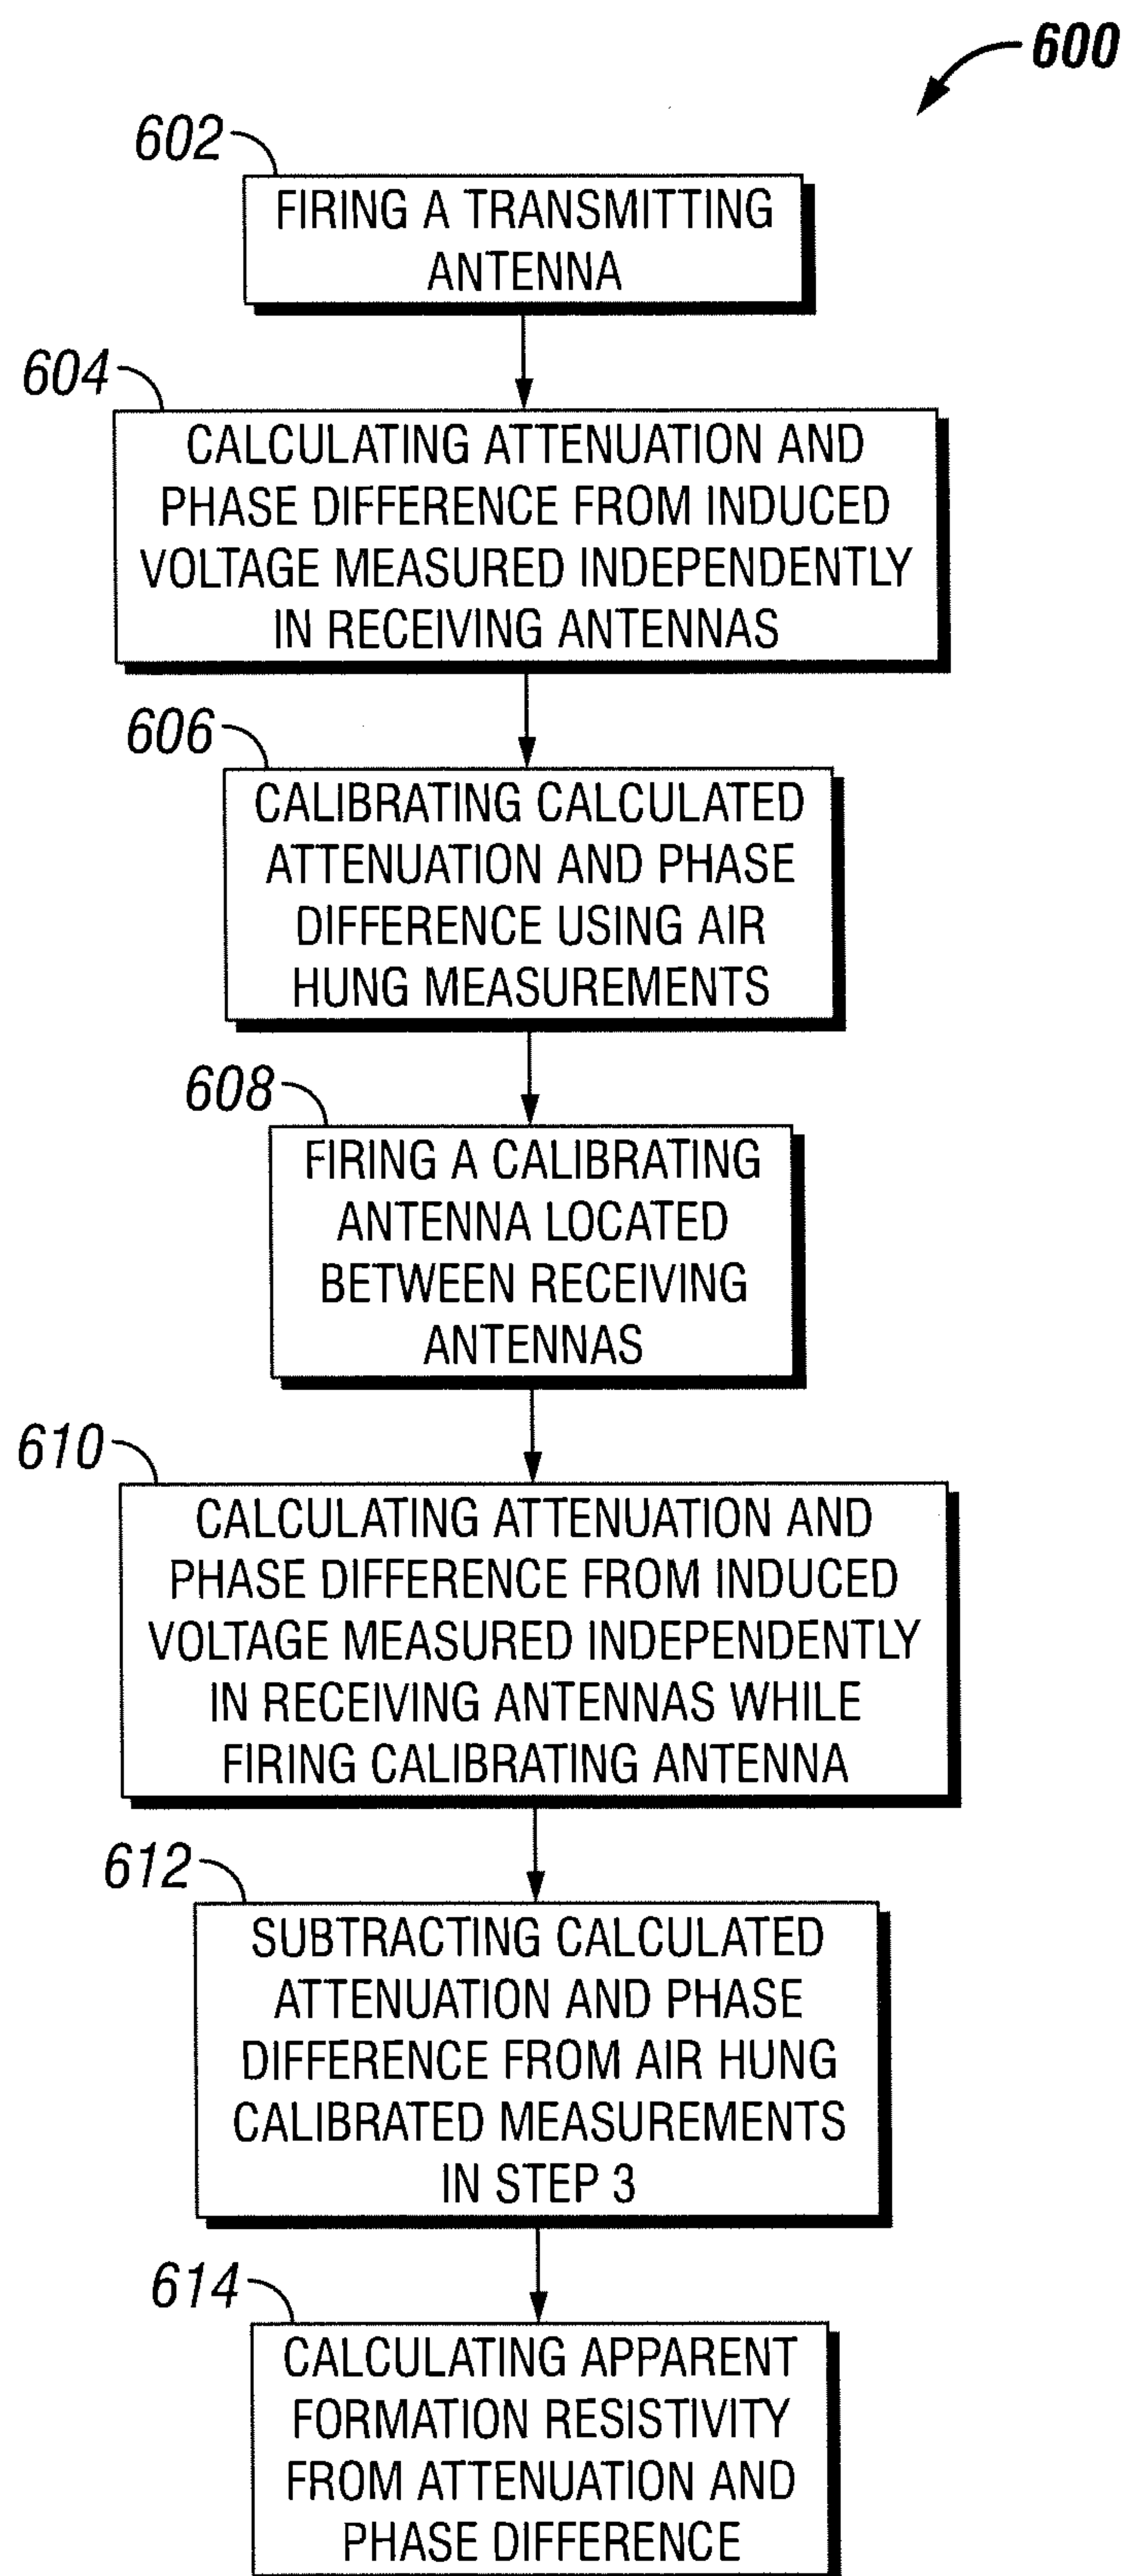 600
602
FIRING A TRANSMITTING
ANTENNA
604
CALCULATING ATTENUATION AND
PHASE DIFFERENCE FROM INDUCED
VOLTAGE MEASURED INDEPENDENTLY
IN RECEIVING ANTENNAS
606
CALIBRATING CALCULATED
ATTENUATION AND PHASE
DIFFERENCE USING AIR
HUNG MEASUREMENTS
608
FIRING A CALIBRATING
ANTENNA LOCATED
BETWEEN RECEIVING
ANTENNAS
610
CALCULATING ATTENUATION AND
PHASE DIFFERENCE FROM INDUCED
VOLTAGE MEASURED INDEPENDENTLY
IN RECEIVING ANTENNAS WHILE
FIRING CALIBRATING ANTENNA
612
SUBTRACTING CALCULATED
ATTENUATION AND PHASE
DIFFERENCE FROM AIR HUNG
CALIBRATED MEASUREMENTS
IN STEP 3
614
CALCULATING APPARENT
FORMATION RESISTIVITY
FROM ATTENUATION AND
PHASE DIFFERENCE